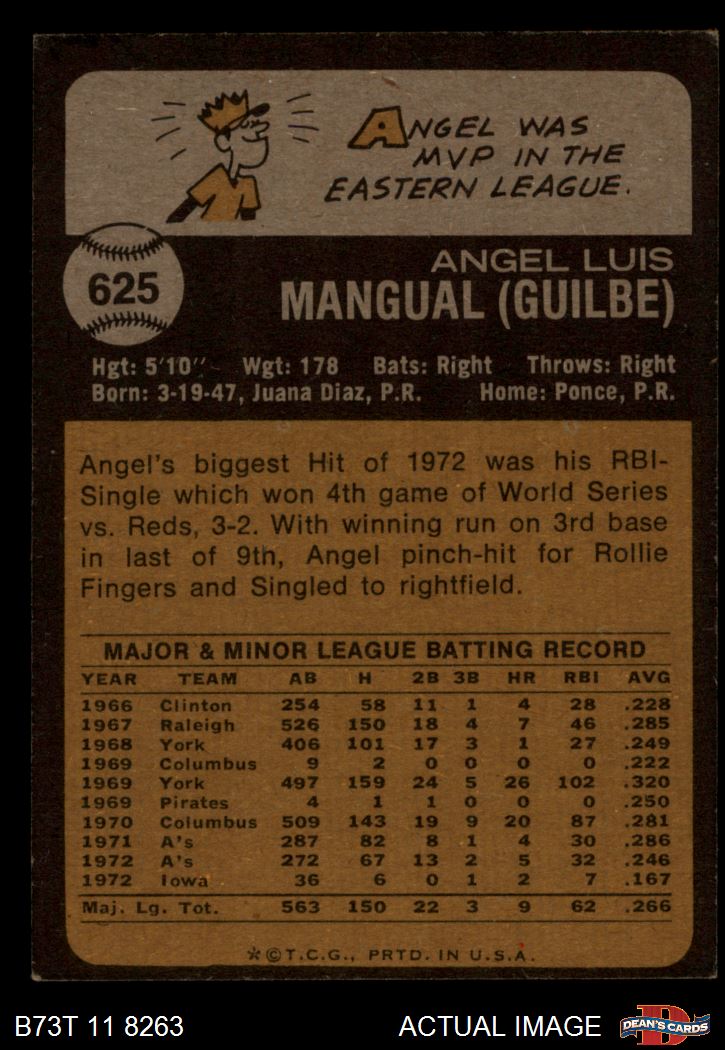 ANGEL WAS
MVP IN THE
EASTERN LEAGUE.
625
ANGEL LUIS
MANGUAL (GUILBE)
Hgt: 5'10" Wgt: 178 Bats: Right Throws: Right
Born: 3-19-47, Juana Diaz, P.R. Home: Ponce, P.R.
Angel's biggest Hit of 1972 was his RBI-
Single which won 4th game of World Series
vs. Reds, 3-2. With winning run on 3rd base
in last of 9th, Angel pinch-hit for Rollie
Fingers and Singled to rightfield.
MAJOR & MINOR LEAGUE BATTING RECORD
YEAR TEAM AB H 2B 3B HR RBI AVG
1966 Clinton 254 58 11 1 4 28 .228
1967 Raleigh 526 150 18 4 7 46 .285
1968 York 406 101 17 3 1 27 .249
1969 Columbus 9 2 0 0 0 0 .222
1969 York 497 159 24 5 26 102 .320
1969 Pirates 4 1 1 0 0 0 .250
1970 Columbus 509 143 19 9 20 87 .281
1971 A's 287 82 8 1 4 30 .286
1972 A's 272 67 13 2 5 32 .246
1972 Iowa 36 6 0 1 2 7 .167
Maj. Lg. Tot. 563 150 22 3 9 62 .266
☆©T.C.G., PRTD. IN U.S.A.
B73T 11 8263 ACTUAL IMAGE D DEAN'S CARDS